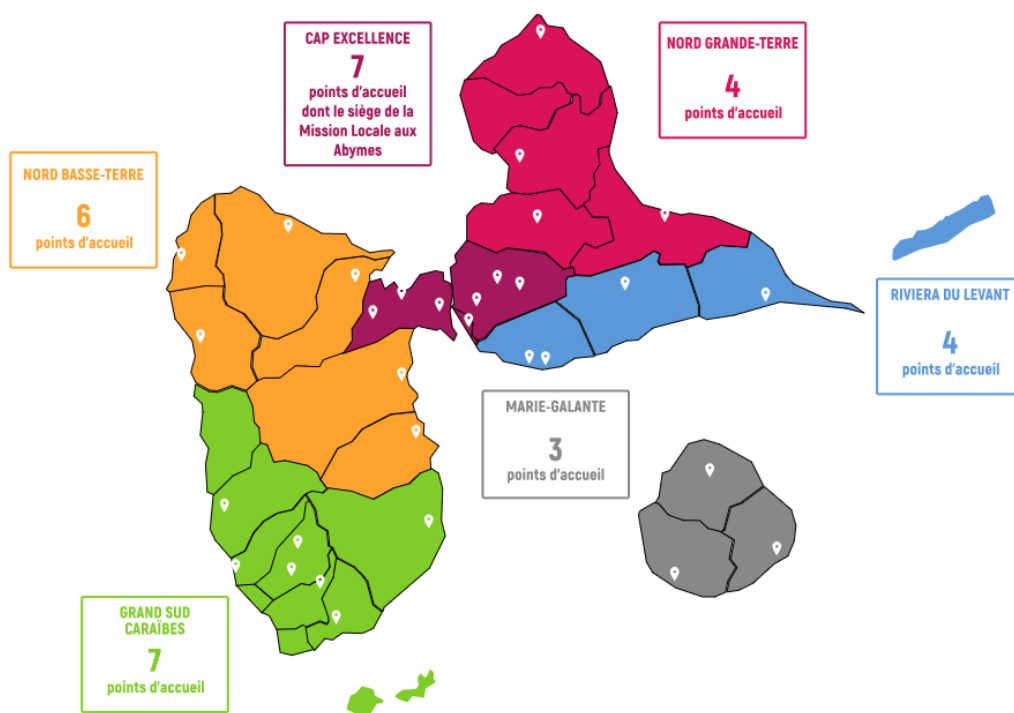 CAP EXCELLENCE
7
points d'accueil
dont le siège de la
Mission Locale aux
Abymes
NORD GRANDE-TERRE
4
points d'accueil
NORD BASSE-TERRE
6
points d'accueil
RIVIERA DU LEVANT
4
points d'accueil
MARIE-GALANTE
3
points d'accueil
GRAND SUD
CARAÏBES
7
points d'accueil